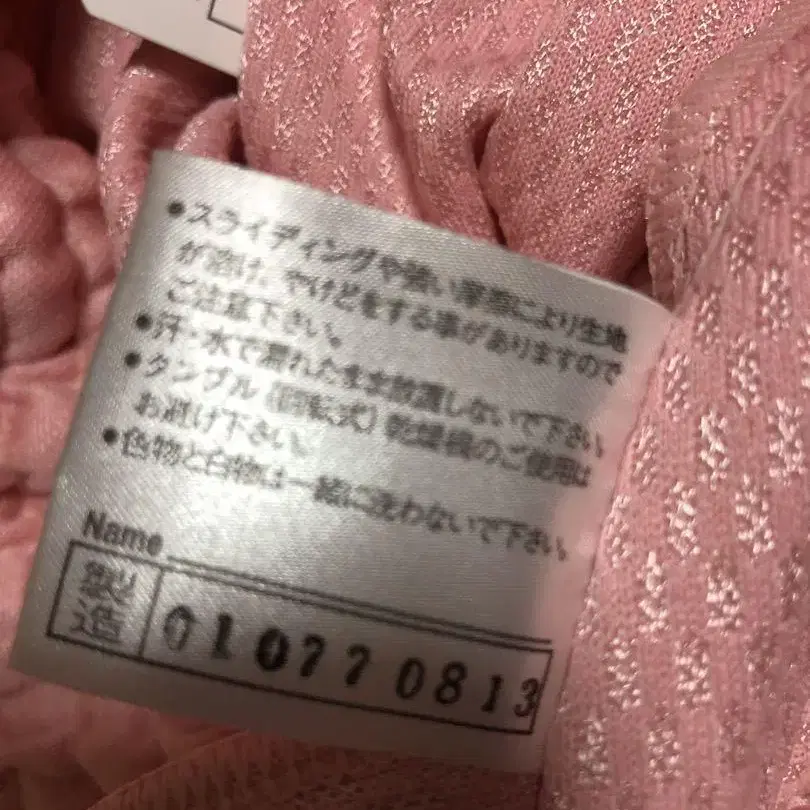 ●スライディングや強い摩擦により生地
が溶け、やけどをする事がありますので
ご注意下さい。
●汗・水で濡れたまま放置しないで下さい。
●タンブル（回転式）乾燥機のご使用は
お避け下さい。
●色物と白物は一緒に洗わないで下さい。
Name
製造 010770813